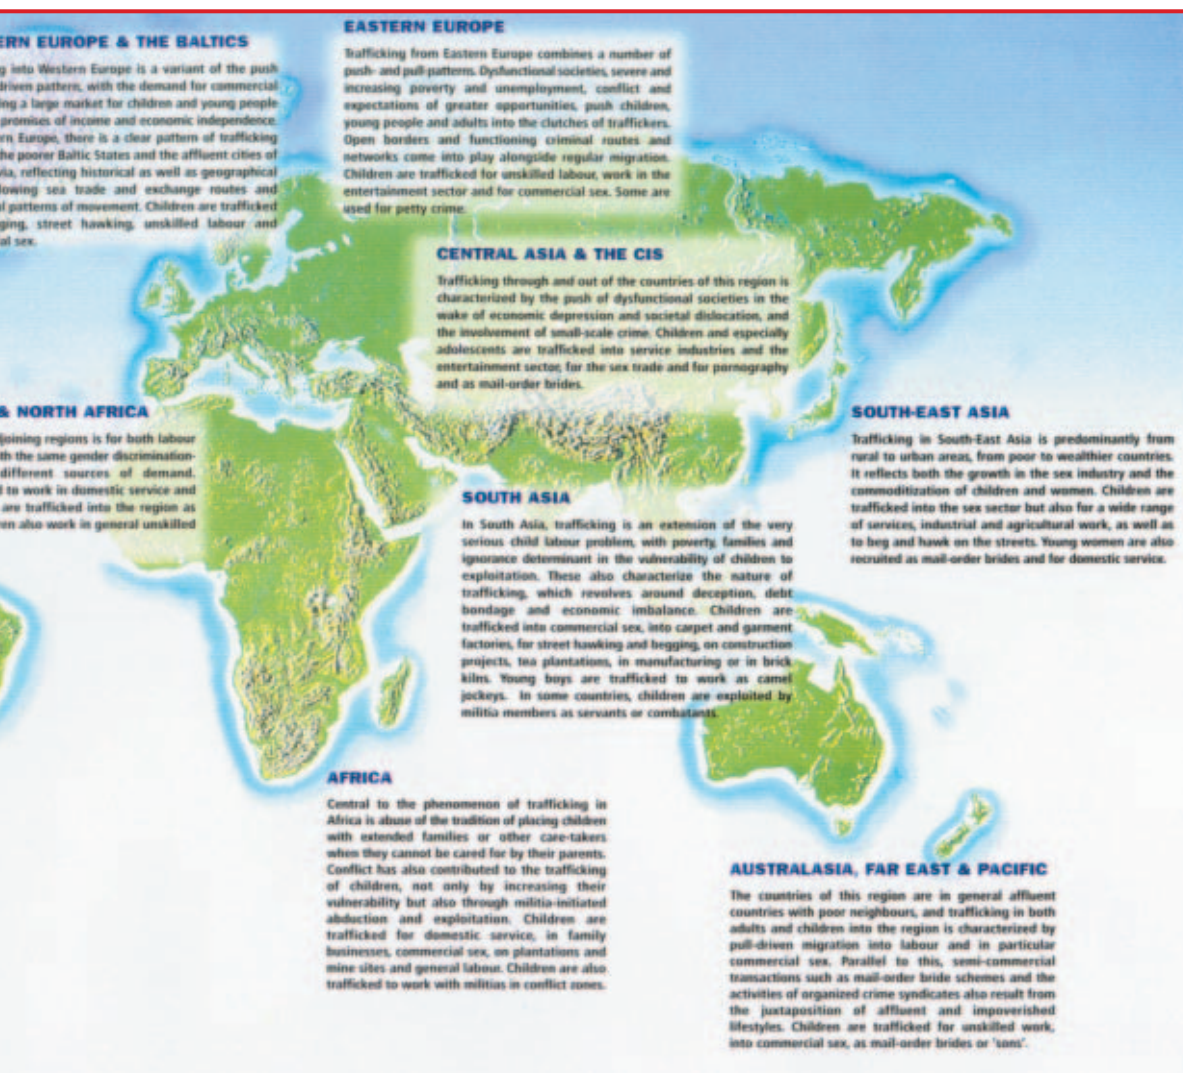 ERN EUROPE & THE BALTICS
g into Western Europe is a variant of the push
driven pattern, with the demand for commercial
ing a large market for children and young people
promises of income and economic independence.
rn Europe, there is a clear pattern of trafficking
he poorer Baltic States and the affluent cities of
via, reflecting historical as well as geographical
lowing sea trade and exchange routes and
l patterns of movement. Children are trafficked
ging, street hawking, unskilled labour and
al sex.
EASTERN EUROPE
Trafficking from Eastern Europe combines a number of
push- and pull-patterns. Dysfunctional societies, severe and
increasing poverty and unemployment, conflict and
expectations of greater opportunities, push children,
young people and adults into the clutches of traffickers.
Open borders and functioning criminal routes and
networks come into play alongside regular migration.
Children are trafficked for unskilled labour, work in the
entertainment sector and for commercial sex. Some are
used for petty crime.
CENTRAL ASIA & THE CIS
Trafficking through and out of the countries of this region is
characterized by the push of dysfunctional societies in the
wake of economic depression and societal dislocation, and
the involvement of small-scale crime. Children and especially
adolescents are trafficked into service industries and the
entertainment sector, for the sex trade and for pornography
and as mail-order brides.
& NORTH AFRICA
joining regions is for both labour
th the same gender discrimination-
different sources of demand.
d to work in domestic service and
are trafficked into the region as
en also work in general unskilled
SOUTH-EAST ASIA
Trafficking in South-East Asia is predominantly from
rural to urban areas, from poor to wealthier countries.
It reflects both the growth in the sex industry and the
commoditization of children and women. Children are
trafficked into the sex sector but also for a wide range
of services, industrial and agricultural work, as well as
to beg and hawk on the streets. Young women are also
recruited as mail-order brides and for domestic service.
SOUTH ASIA
In South Asia, trafficking is an extension of the very
serious child labour problem, with poverty, families and
ignorance determinant in the vulnerability of children to
exploitation. These also characterize the nature of
trafficking, which revolves around deception, debt
bondage and economic imbalance. Children are
trafficked into commercial sex, into carpet and garment
factories, for street hawking and begging, on construction
projects, tea plantations, in manufacturing or in brick
kilns. Young boys are trafficked to work as camel
jockeys. In some countries, children are exploited by
militia members as servants or combatants.
AFRICA
Central to the phenomenon of trafficking in
Africa is abuse of the tradition of placing children
with extended families or other care-takers
when they cannot be cared for by their parents.
Conflict has also contributed to the trafficking
of children, not only by increasing their
vulnerability but also through militia-initiated
abduction and exploitation. Children are
trafficked for domestic service, in family
businesses, commercial sex, on plantations and
mine sites and general labour. Children are also
trafficked to work with militias in conflict zones.
AUSTRALASIA, FAR EAST & PACIFIC
The countries of this region are in general affluent
countries with poor neighbours, and trafficking in both
adults and children into the region is characterized by
pull-driven migration into labour and in particular
commercial sex. Parallel to this, semi-commercial
transactions such as mail-order bride schemes and the
activities of organized crime syndicates also result from
the juxtaposition of affluent and impoverished
lifestyles. Children are trafficked for unskilled work,
into commercial sex, as mail-order brides or 'sons'.